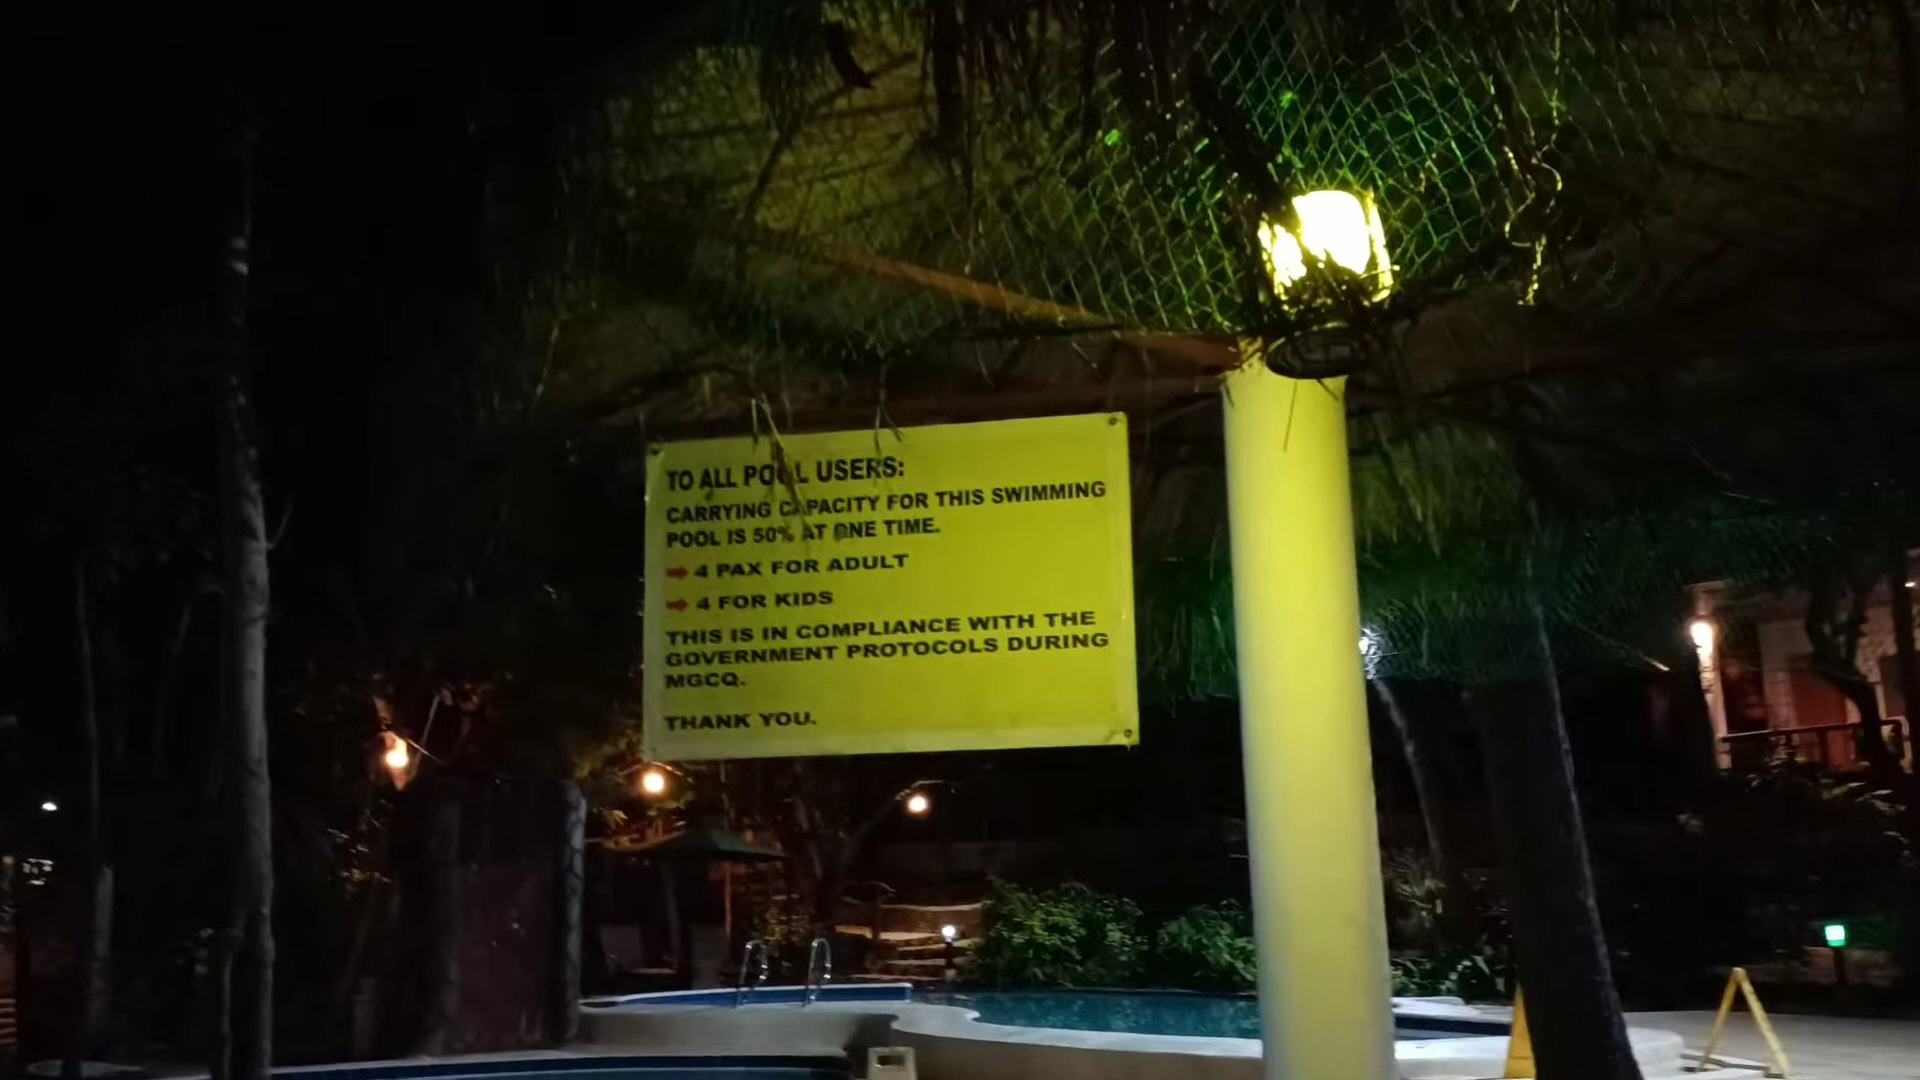 TO ALL POOL USERS:
CARRYING CAPACITY FOR THIS SWIMMING
POOL IS 50% AT ONE TIME.
4 PAX FOR ADULT
4 FOR KIDS
THIS IS IN COMPLIANCE WITH THE
GOVERNMENT PROTOCOLS DURING
MGCQ.
THANK YOU.